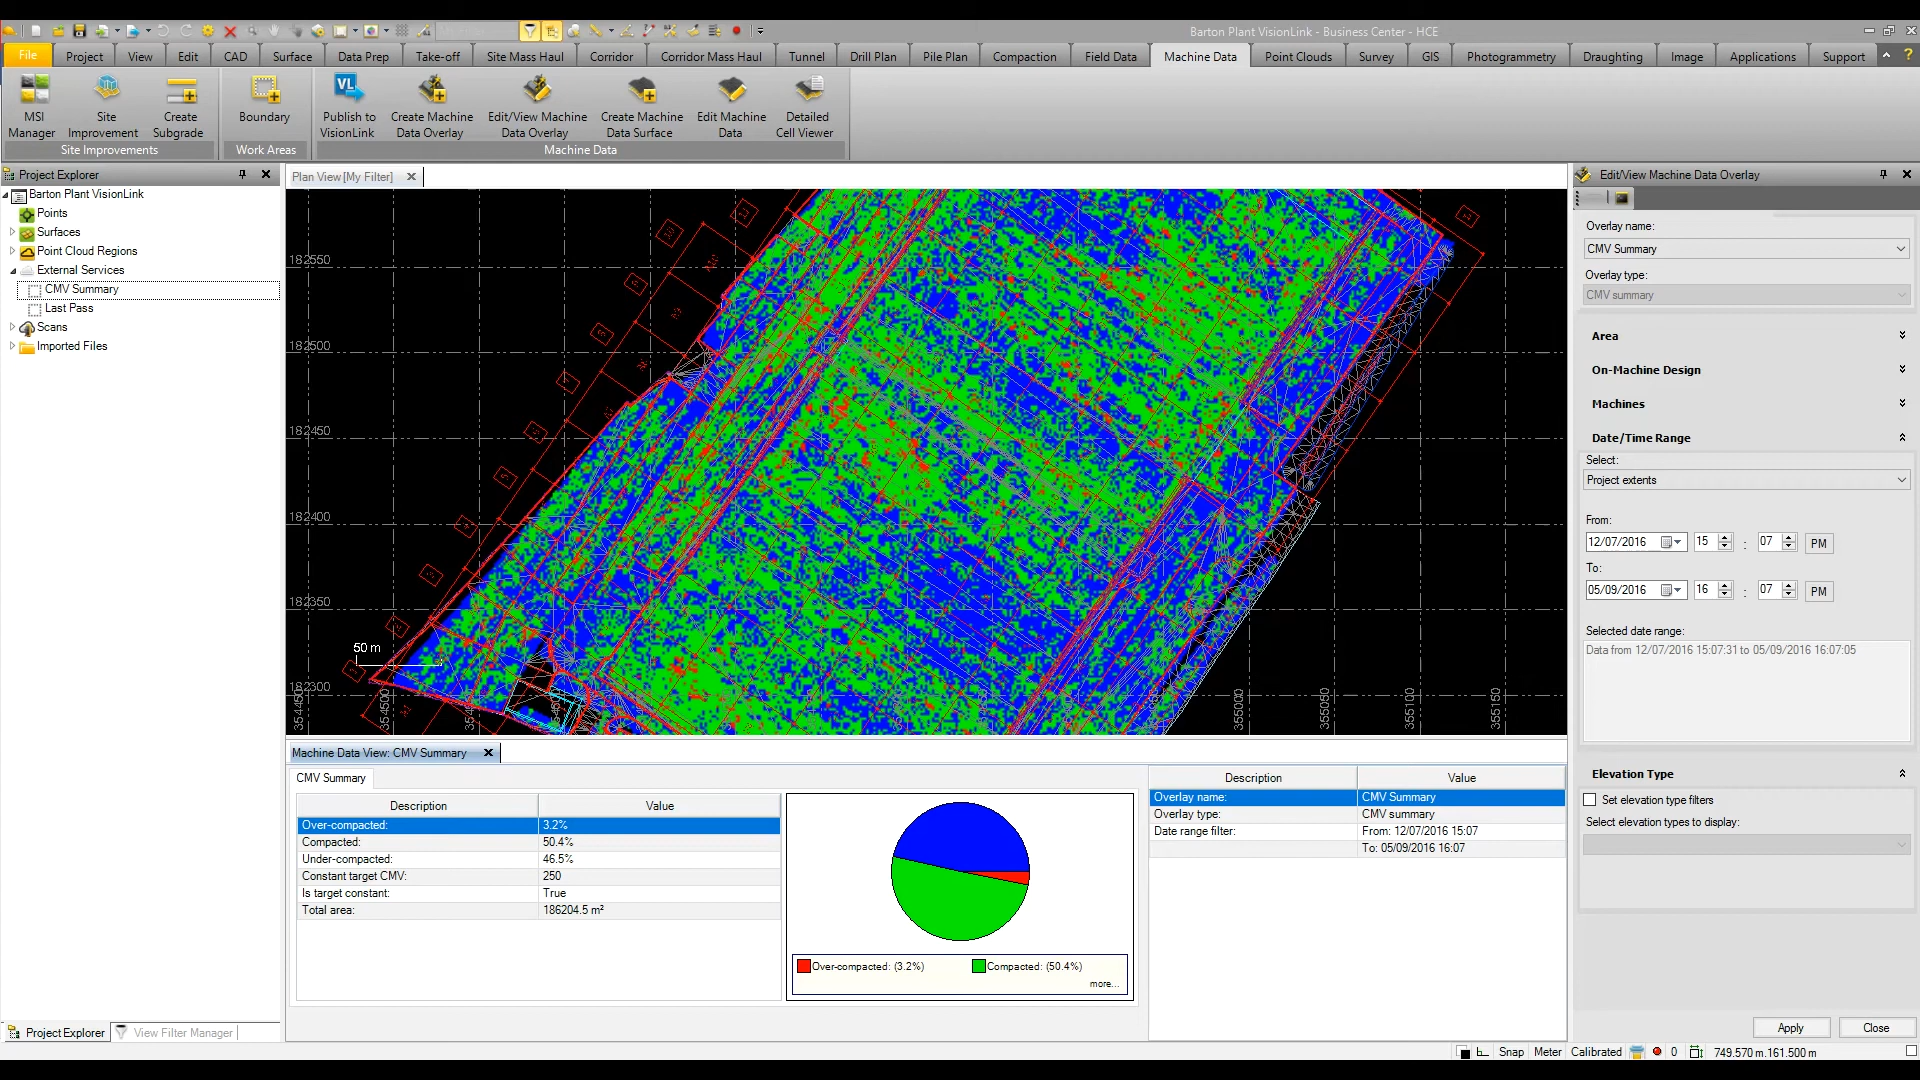 Barton Plant VisionLink - Business Center - HCE
File Project View Edit CAD Surface Data Prep Take-off Site Mass Haul Corridor Corridor Mass Haul Tunnel Drill Plan Pile Plan Compaction Field Data Machine Data Point Clouds Survey GIS Photogrammetry Draughting Image Applications Support
MSI Manager
Site Improvement
Create Subgrade
Boundary
VL
Publish to VisionLink
Create Machine Data Overlay
Edit/View Machine Data Overlay
Create Machine Data Surface
Edit Machine Data
Detailed Cell Viewer
Site Improvements Work Areas Machine Data
Project Explorer
Barton Plant VisionLink
Points
Surfaces
Point Cloud Regions
External Services
CMV Summary
Last Pass
Scans
Imported Files
Project Explorer View Filter Manager
Plan View[My Filter]
182550
182500
182450
182400
182350
50 m
182300
355000
355050
355100
355150
Machine Data View: CMV Summary
CMV Summary
Description Value
Over-compacted: 3.2%
Compacted: 50.4%
Under-compacted: 46.5%
Constant target CMV: 250
Is target constant: True
Total area: 186204.5 m²
Over-compacted: (3.2%) Compacted: (50.4%)
more...
Description Value
Overlay name: CMV Summary
Overlay type: CMV summary
Date range filter: From: 12/07/2016 15:07
To: 05/09/2016 16:07
Edit/View Machine Data Overlay
Overlay name:
CMV Summary
Overlay type:
CMV summary
Area
On-Machine Design
Machines
Date/Time Range
Select:
Project extents
From:
12/07/2016 15 : 07 PM
To:
05/09/2016 16 : 07 PM
Selected date range:
Data from 12/07/2016 15:07:31 to 05/09/2016 16:07:05
Elevation Type
Set elevation type filters
Select elevation types to display:
Apply Close
Snap Meter Calibrated 0 749.570 m.161.500 m